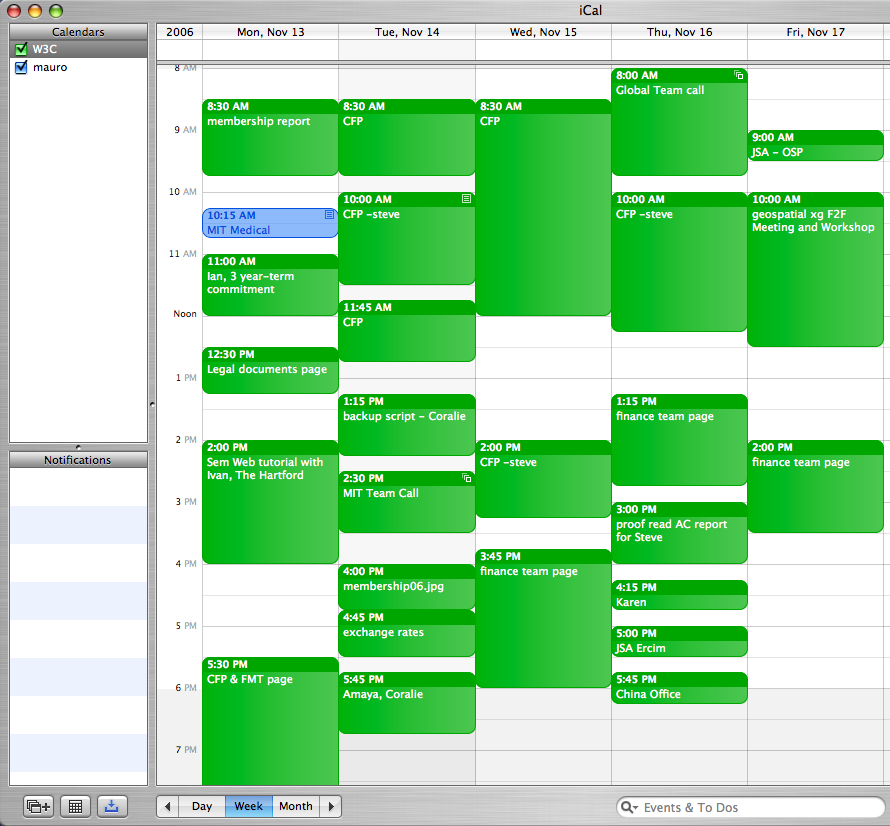 iCal
Calendars
W3C
mauro
Notifications
2006
Mon, Nov 13
Tue, Nov 14
Wed, Nov 15
Thu, Nov 16
Fri, Nov 17
8 AM
9 AM
10 AM
11 AM
Noon
1 PM
2 PM
3 PM
4 PM
5 PM
6 PM
7 PM
8:30 AM
membership report
10:15 AM
MIT Medical
11:00 AM
Ian, 3 year-term
commitment
12:30 PM
Legal documents page
2:00 PM
Sem Web tutorial with
Ivan, The Hartford
5:30 PM
CFP & FMT page
8:30 AM
CFP
10:00 AM
CFP -steve
11:45 AM
CFP
1:15 PM
backup script - Coralie
2:30 PM
MIT Team Call
4:00 PM
membership06.jpg
4:45 PM
exchange rates
5:45 PM
Amaya, Coralie
8:30 AM
CFP
2:00 PM
CFP -steve
3:45 PM
finance team page
8:00 AM
Global Team call
10:00 AM
CFP -steve
1:15 PM
finance team page
3:00 PM
proof read AC report
for Steve
4:15 PM
Karen
5:00 PM
JSA Ercim
5:45 PM
China Office
9:00 AM
JSA - OSP
10:00 AM
geospatial xg F2F
Meeting and Workshop
2:00 PM
finance team page
Day
Week
Month
Events & To Dos